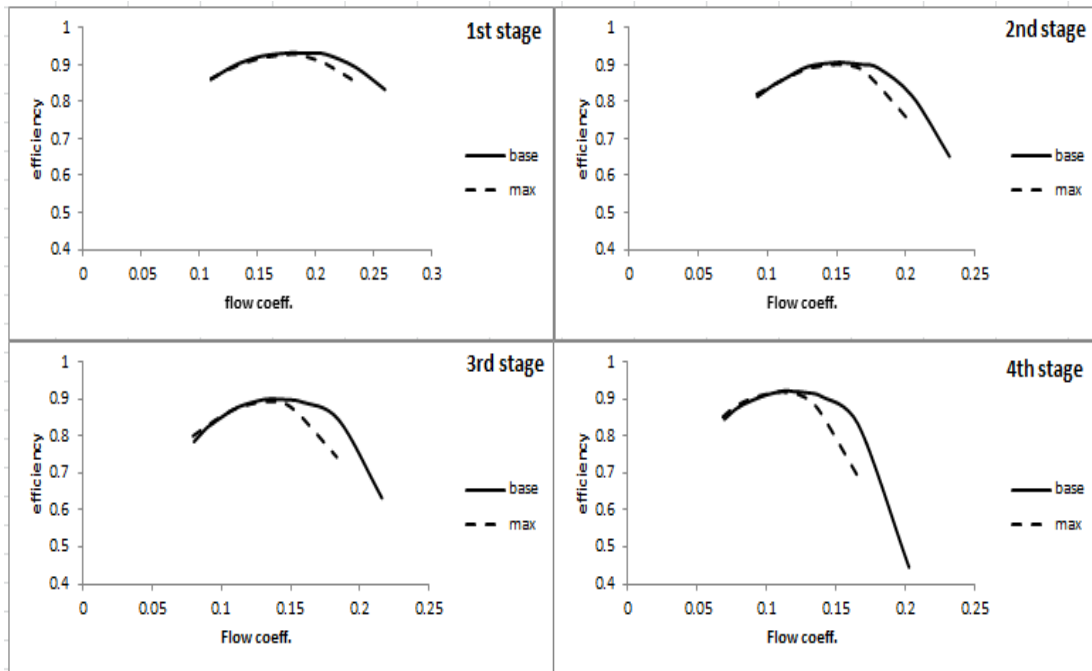 1st stage
1
0.9
0.8
0.7
0.6
0.5
0.4
efficiency
0 0.05 0.1 0.15 0.2 0.25 0.3
flow coeff.
base
max
2nd stage
1
0.9
0.8
0.7
0.6
0.5
0.4
efficiency
0 0.05 0.1 0.15 0.2 0.25
Flow coeff.
base
max
3rd stage
1
0.9
0.8
0.7
0.6
0.5
0.4
efficiency
0 0.05 0.1 0.15 0.2 0.25
Flow coeff.
base
max
4th stage
1
0.9
0.8
0.7
0.6
0.5
0.4
efficiency
0 0.05 0.1 0.15 0.2 0.25
Flow coeff.
base
max